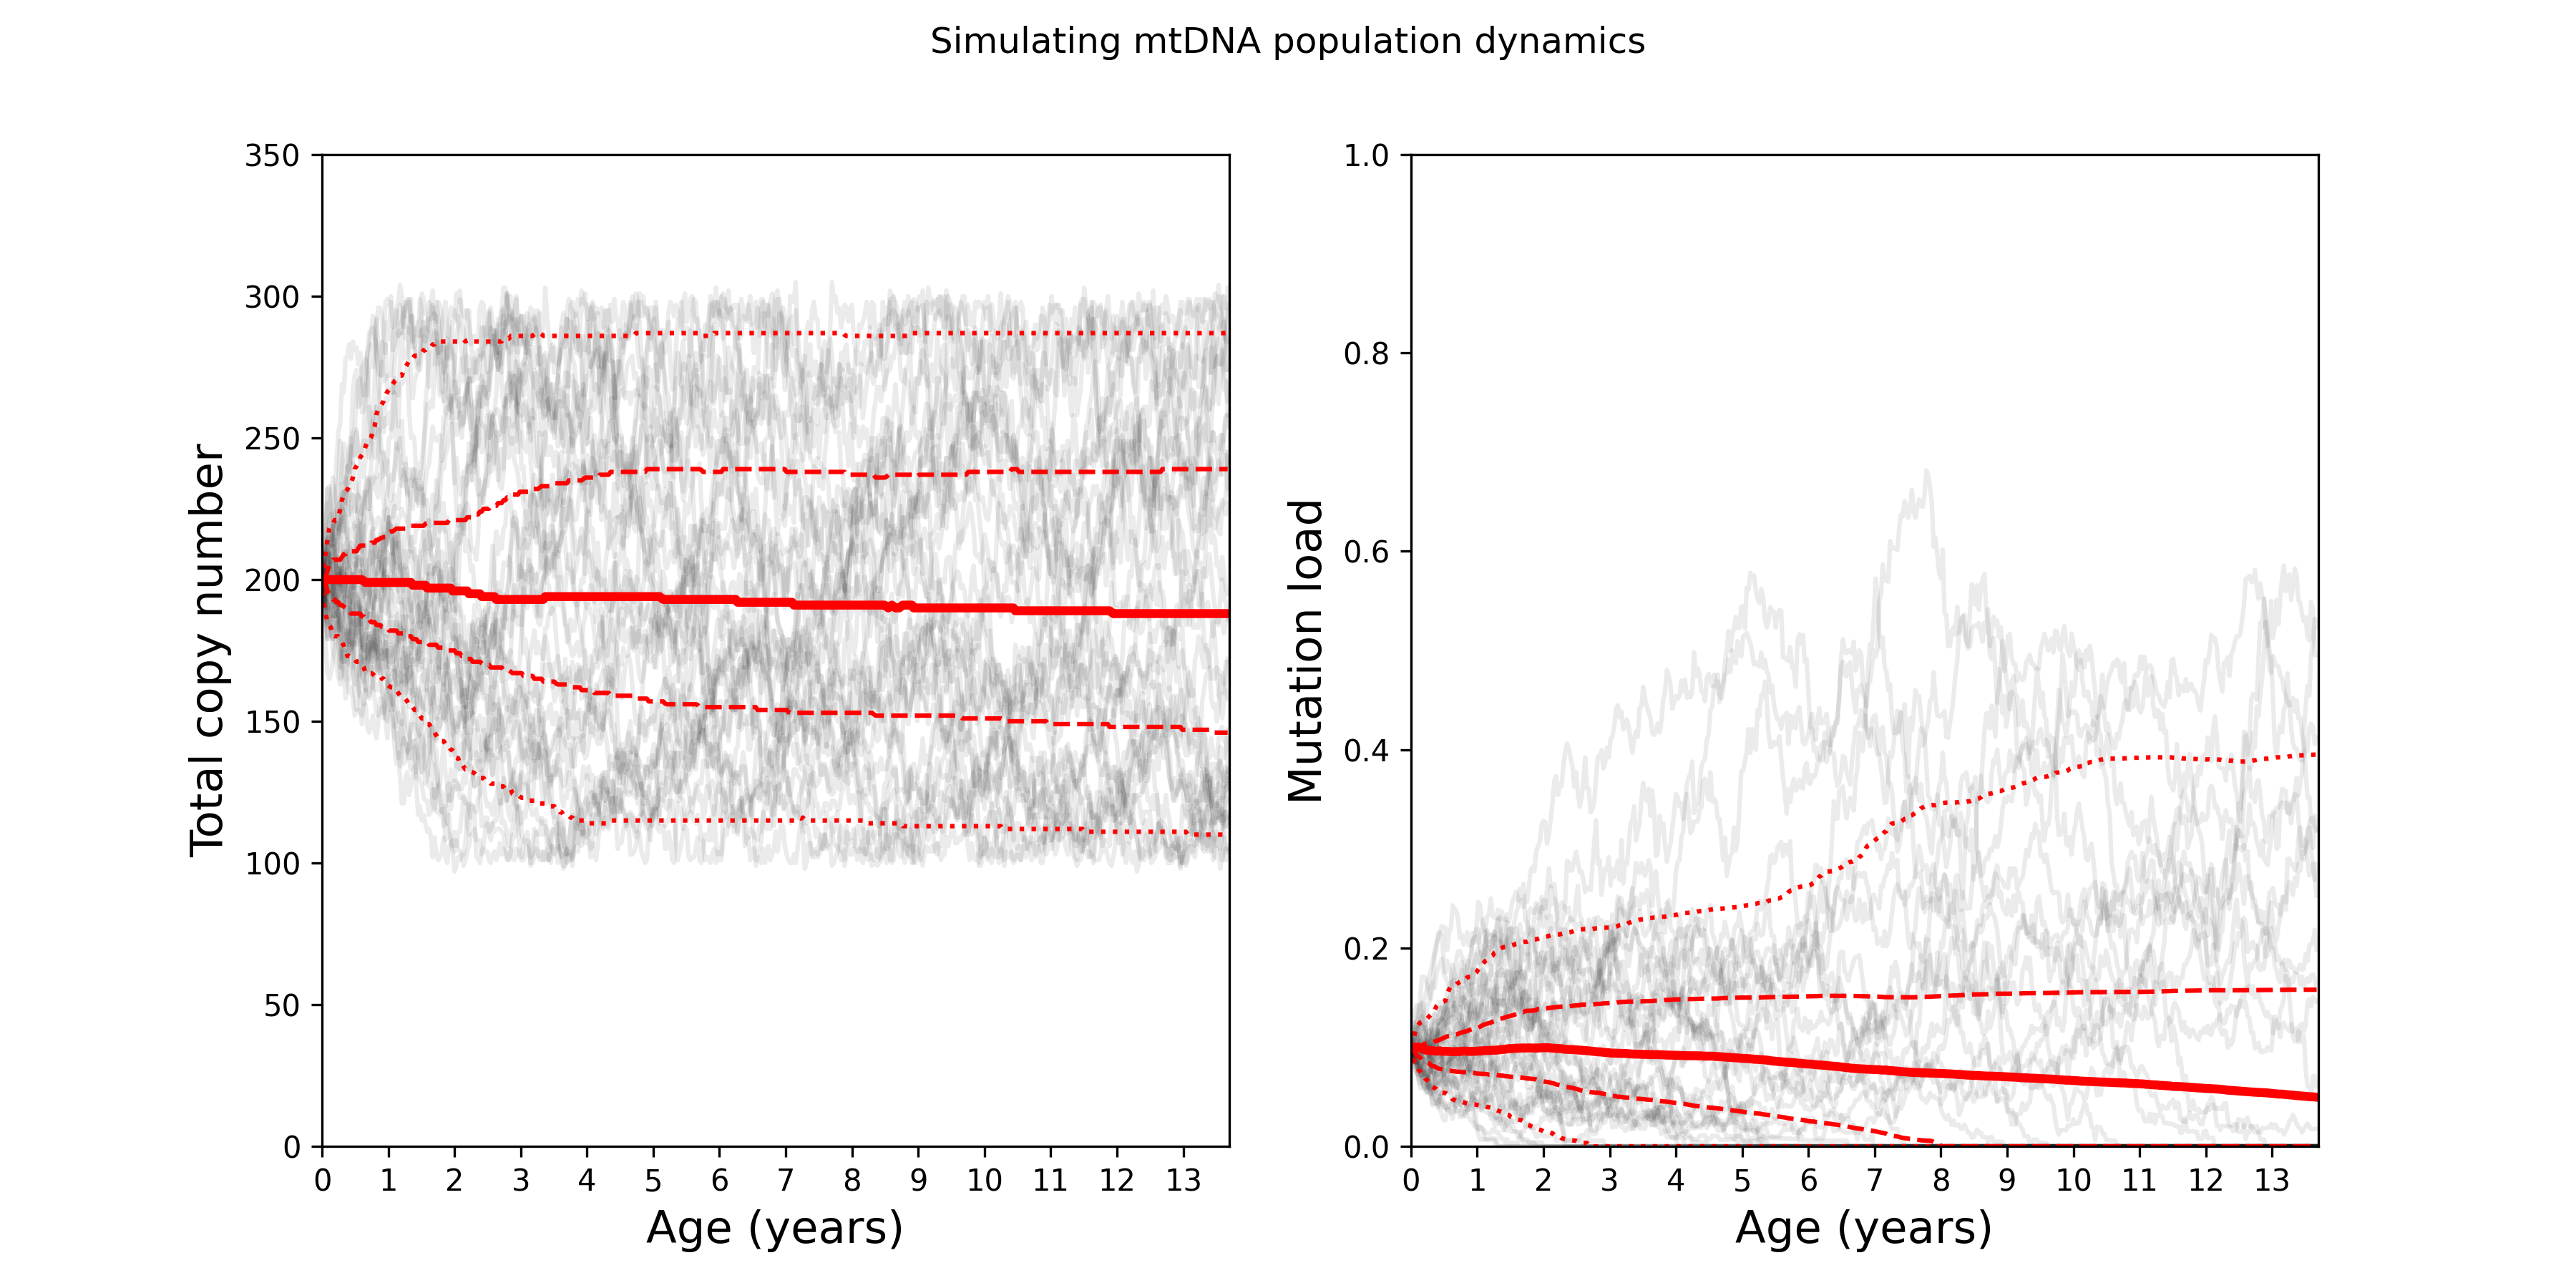 Simulating mtDNA population dynamics
Total copy number
350
300
250
200
150
100
50
0
0 1 2 3 4 5 6 7 8 9 10 11 12 13
Age (years)
Mutation load
1.0
0.8
0.6
0.4
0.2
0.0
0 1 2 3 4 5 6 7 8 9 10 11 12 13
Age (years)